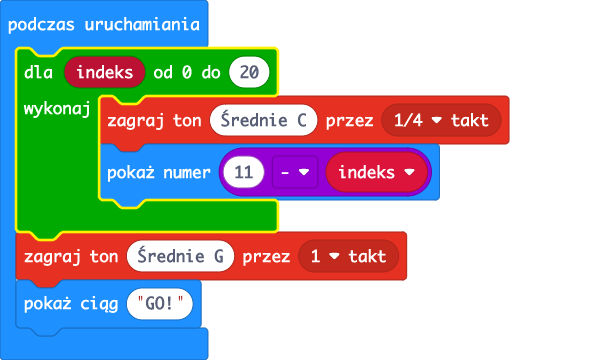 podczas uruchamiania
dla indeks od 0 do 20
wykonaj
zagraj ton Średnie C przez 1/4 takt
pokaż numer 11 - indeks
zagraj ton Średnie G przez 1 takt
pokaż ciąg "GO!"